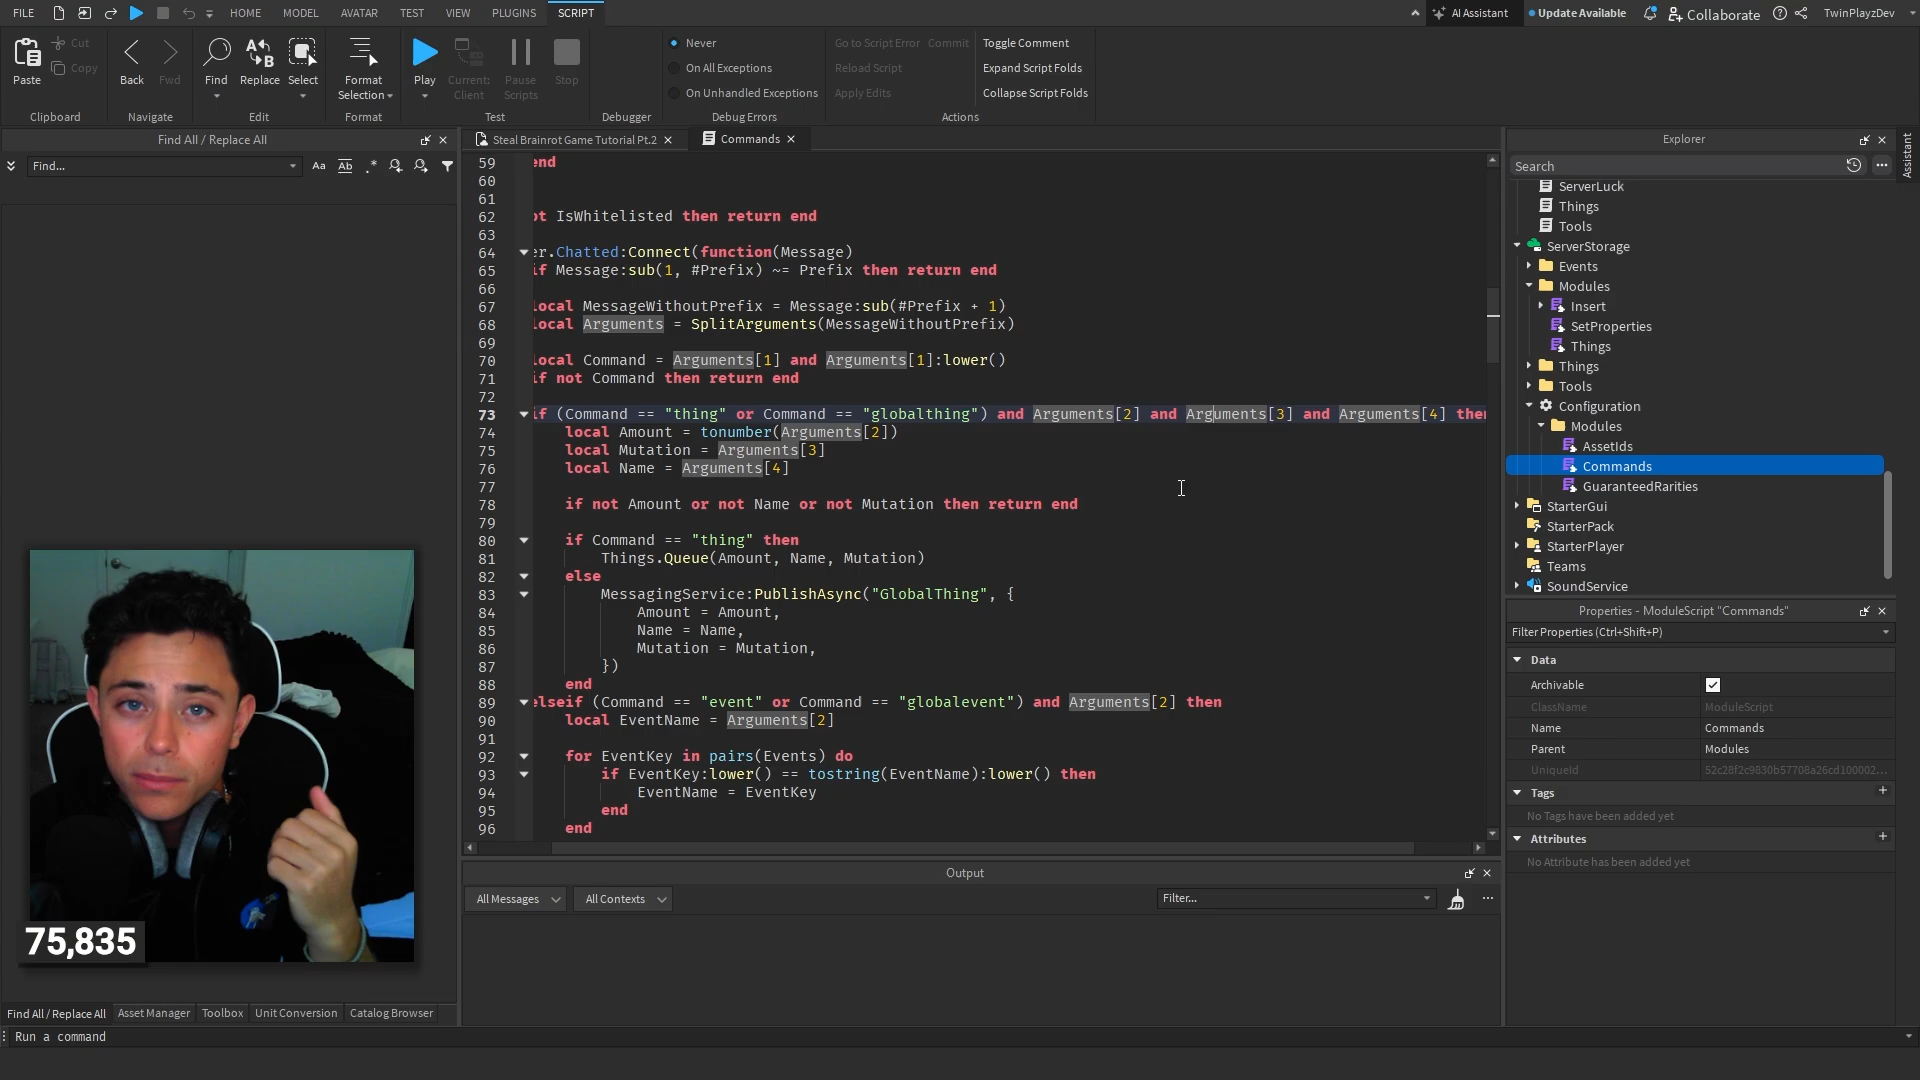 FILE HOME MODEL AVATAR TEST VIEW PLUGINS SCRIPT AI Assistant Update Available Collaborate TwinPlayzDev
Paste
Cut
Copy
Clipboard
Back
Fwd
Navigate
Find
Replace
Select
Edit
Format
Selection
Format
Play
Current:
Client
Pause
Scripts
Stop
Test
Debugger
Never
On All Exceptions
On Unhandled Exceptions
Debug Errors
Go to Script Error Commit
Reload Script
Apply Edits
Toggle Comment
Expand Script Folds
Collapse Script Folds
Actions
Find All / Replace All
Find...
Aa Ab .*
Steal Brainrot Game Tutorial Pt.2
Commands
59 end
60
61
62 ot IsWhitelisted then return end
63
64 er.Chatted:Connect(function(Message)
65 if Message:sub(1, #Prefix) ~= Prefix then return end
66
67 local MessageWithoutPrefix = Message:sub(#Prefix + 1)
68 local Arguments = SplitArguments(MessageWithoutPrefix)
69
70 local Command = Arguments[1] and Arguments[1]:lower()
71 if not Command then return end
72
73 if (Command == "thing" or Command == "globalthing") and Arguments[2] and Arguments[3] and Arguments[4] then
74 local Amount = tonumber(Arguments[2])
75 local Mutation = Arguments[3]
76 local Name = Arguments[4]
77
78 if not Amount or not Name or not Mutation then return end
79
80 if Command == "thing" then
81 Things.Queue(Amount, Name, Mutation)
82 else
83 MessagingService:PublishAsync("GlobalThing", {
84 Amount = Amount,
85 Name = Name,
86 Mutation = Mutation,
87 })
88 end
89 elseif (Command == "event" or Command == "globalevent") and Arguments[2] then
90 local EventName = Arguments[2]
91
92 for EventKey in pairs(Events) do
93 if EventKey:lower() == tostring(EventName):lower() then
94 EventName = EventKey
95 end
96 end
Output
All Messages
All Contexts
Filter...
Explorer
Search
ServerLuck
Things
Tools
ServerStorage
Events
Modules
Insert
SetProperties
Things
Things
Tools
Configuration
Modules
AssetIds
Commands
GuaranteedRarities
StarterGui
StarterPack
StarterPlayer
Teams
SoundService
Assistant
Properties - ModuleScript "Commands"
Filter Properties (Ctrl+Shift+P)
Data
Archivable
ClassName ModuleScript
Name Commands
Parent Modules
UniqueId 52c28f2c9830b57708a26cd100002...
Tags
No Tags have been added yet
Attributes
No Attribute has been added yet
75,835
Find All / Replace All Asset Manager Toolbox Unit Conversion Catalog Browser
Run a command